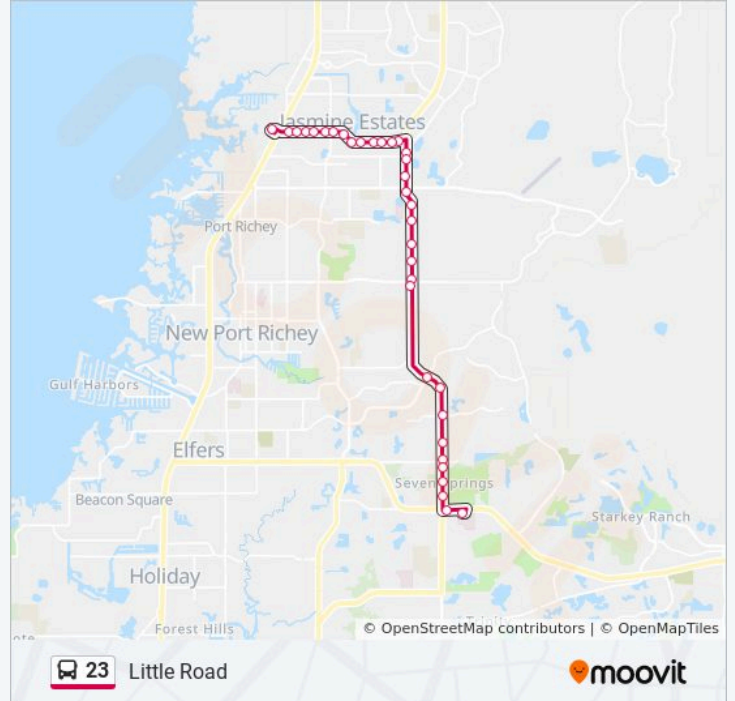 Jasmine Estates
Port Richey
New Port Richey
Gulf Harbors
Elfers
Seven Springs
Beacon Square
Starkey Ranch
Holiday
Forest Hills
© OpenStreetMap contributors | © OpenMapTiles
23 Little Road
moovit